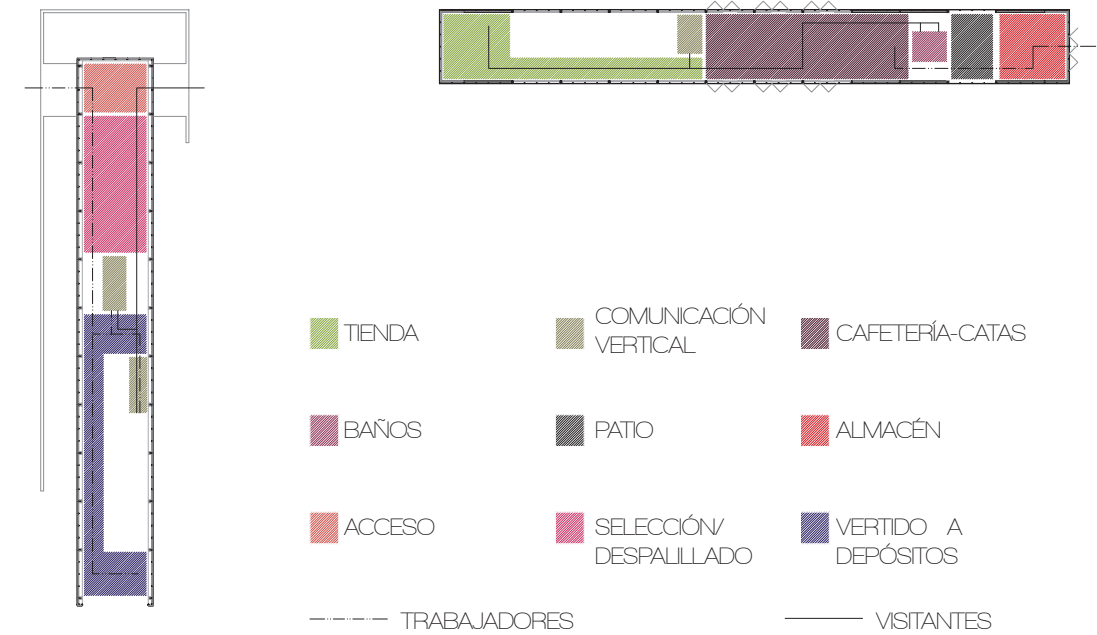 TIENDA
COMUNICACIÓN
VERTICAL
CAFETERÍA-CATAS
BAÑOS
PATIO
ALMACÉN
ACCESO
SELECCIÓN/
DESPALILLADO
VERTIDO A
DEPÓSITOS
TRABAJADORES
VISITANTES